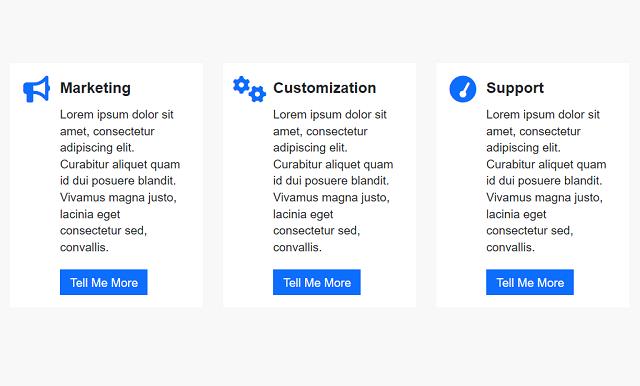 Marketing
Lorem ipsum dolor sit
amet, consectetur
adipiscing elit.
Curabitur aliquet quam
id dui posuere blandit.
Vivamus magna justo,
lacinia eget
consectetur sed,
convallis.
Tell Me More
Customization
Lorem ipsum dolor sit
amet, consectetur
adipiscing elit.
Curabitur aliquet quam
id dui posuere blandit.
Vivamus magna justo,
lacinia eget
consectetur sed,
convallis.
Tell Me More
Support
Lorem ipsum dolor sit
amet, consectetur
adipiscing elit.
Curabitur aliquet quam
id dui posuere blandit.
Vivamus magna justo,
lacinia eget
consectetur sed,
convallis.
Tell Me More